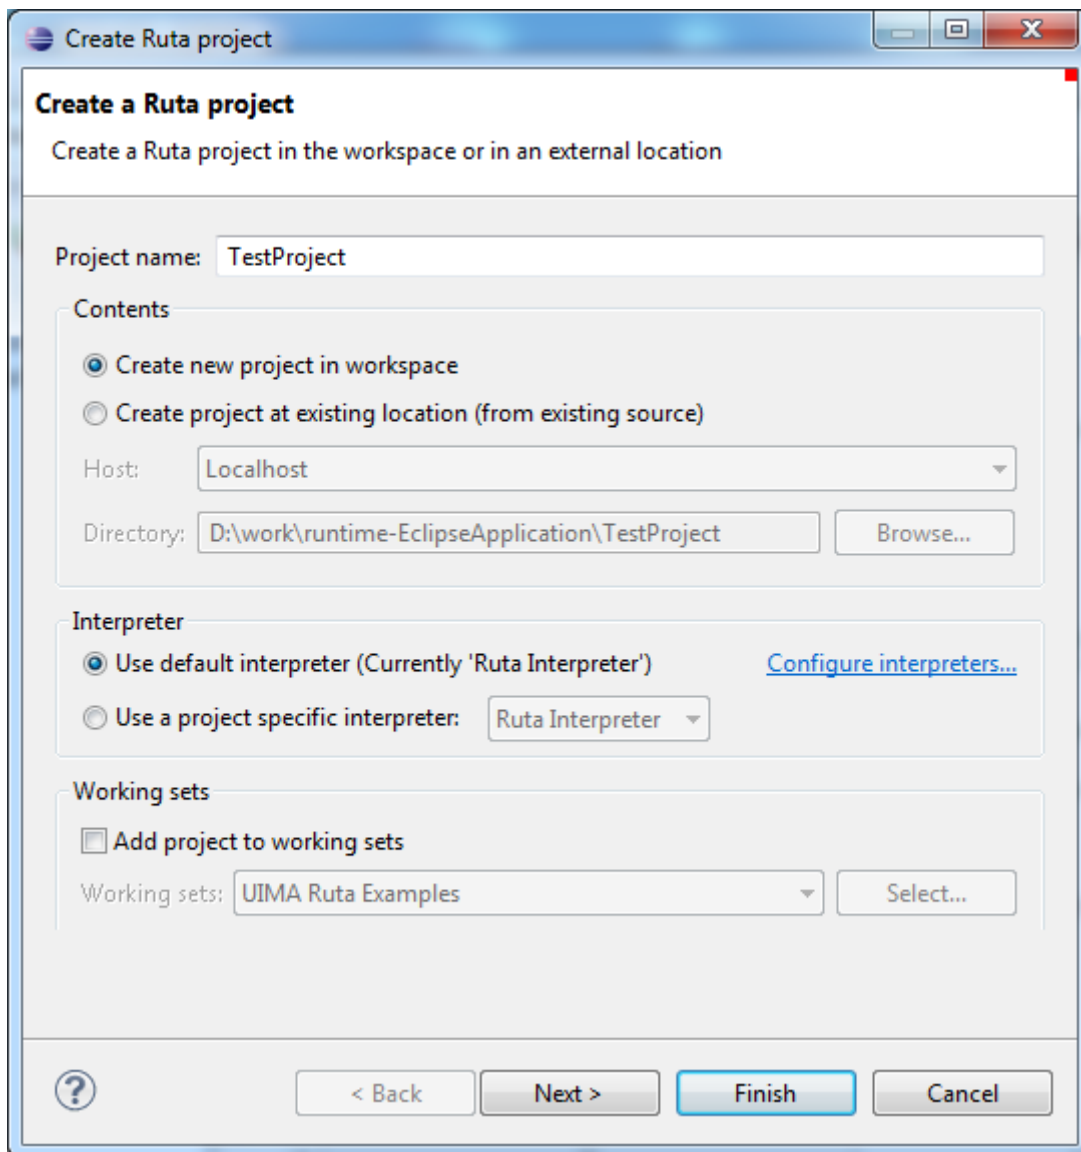 Create Ruta project
Create a Ruta project
Create a Ruta project in the workspace or in an external location
Project name: TestProject
Contents
Create new project in workspace
Create project at existing location (from existing source)
Host: Localhost
Directory: D:\work\runtime-EclipseApplication\TestProject Browse...
Interpreter
Use default interpreter (Currently 'Ruta Interpreter') Configure interpreters...
Use a project specific interpreter: Ruta Interpreter
Working sets
Add project to working sets
Working sets: UIMA Ruta Examples Select...
? < Back Next > Finish Cancel